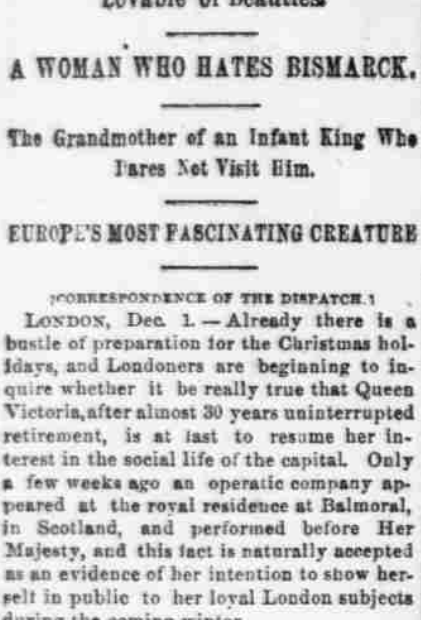 A WOMAN WHO HATES BISMARCK.
The Grandmother of an Infant King Who
Dares Not Visit Him.
EUROPE'S MOST FASCINATING CREATURE
[CORRESPONDENCE OF THE DISPATCH.]
LONDON, Dec. 1.—Already there is a
bustle of preparation for the Christmas hol-
idays, and Londoners are beginning to in-
quire whether it be really true that Queen
Victoria, after almost 30 years uninterrupted
retirement, is at last to resume her in-
terest in the social life of the capital. Only
a few weeks ago an operatic company ap-
peared at the royal residence at Balmoral,
in Scotland, and performed before Her
Majesty, and this fact is naturally accepted
as an evidence of her intention to show her-
self in public to her loyal London subjects
during the coming winter.